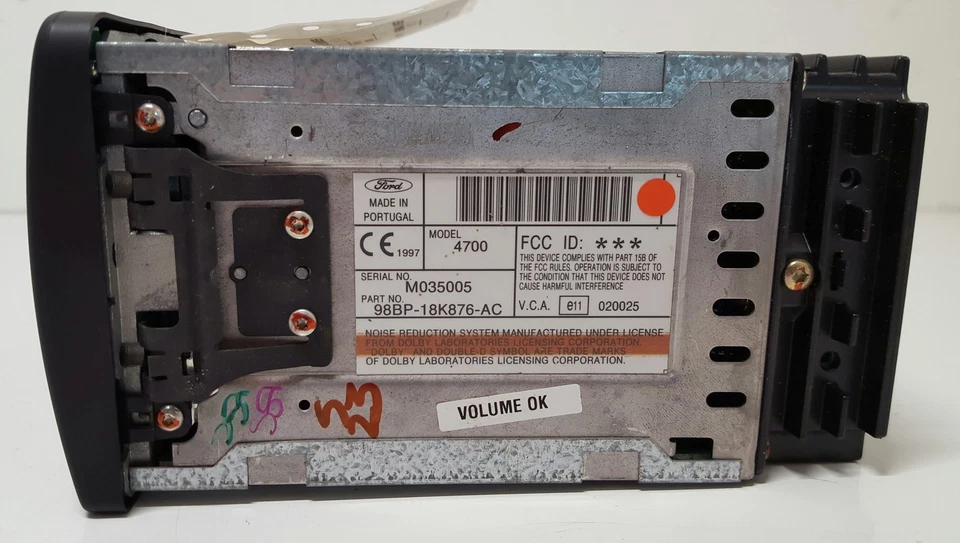 Ford
MADE IN
PORTUGAL
CE 1997
MODEL
4700
FCC ID: ***
THIS DEVICE COMPLIES WITH PART 15B OF
THE FCC RULES. OPERATION IS SUBJECT TO
THE CONDITION THAT THIS DEVICE DOES NOT
CAUSE HARMFUL INTERFERENCE
SERIAL NO.
M035005
PART NO.
98BP-18K876-AC
V.C.A. e11 020025
NOISE REDUCTION SYSTEM MANUFACTURED UNDER LICENSE
FROM DOLBY LABORATORIES LICENSING CORPORATION.
DOLBY AND DOUBLE-D SYMBOL ARE TRADE MARKS
OF DOLBY LABORATORIES LICENSING CORPORATION.
VOLUME OK